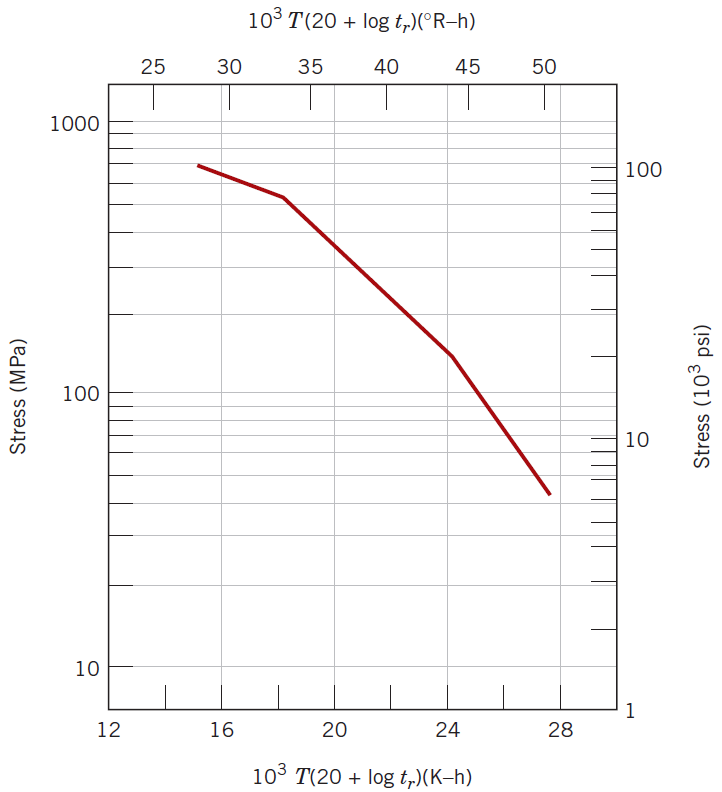 10³ T(20 + log tᵣ)(°R–h)
25 30 35 40 45 50
1000
100
100
10
10
1
Stress (MPa)
Stress (10³ psi)
12 16 20 24 28
10³ T(20 + log tᵣ)(K–h)